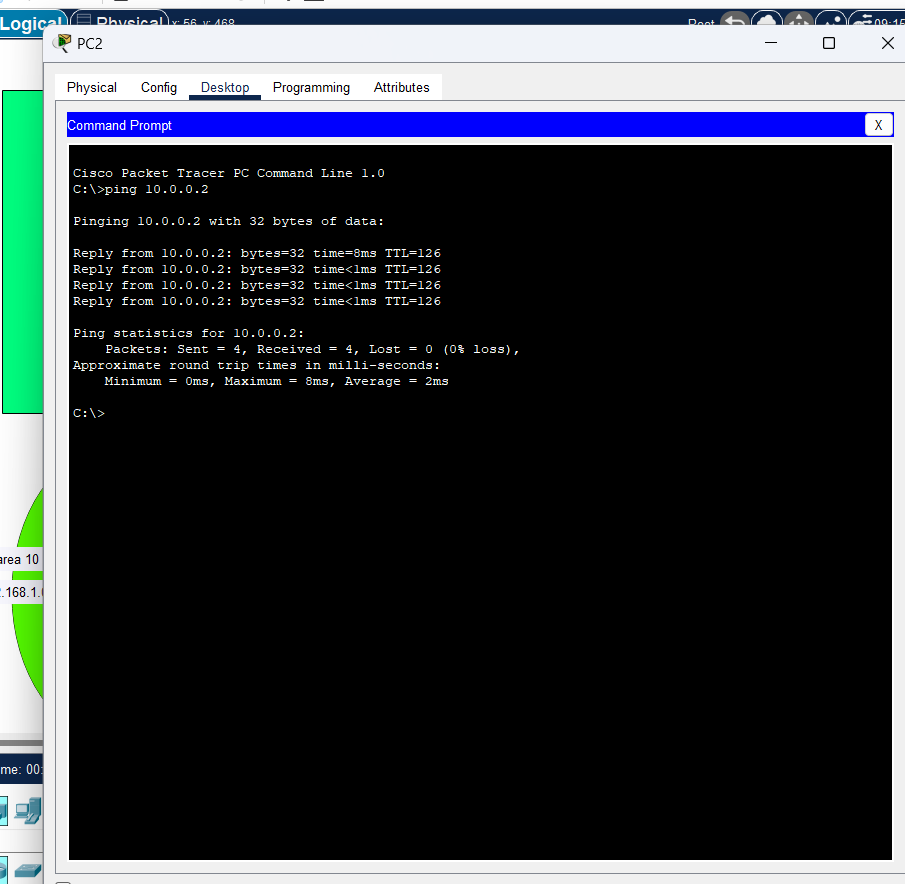 Logical
Physical
x: 56, y: 468
Root
PC2
Physical
Config
Desktop
Programming
Attributes
Command Prompt
X
Cisco Packet Tracer PC Command Line 1.0
C:\>ping 10.0.0.2
Pinging 10.0.0.2 with 32 bytes of data:
Reply from 10.0.0.2: bytes=32 time=8ms TTL=126
Reply from 10.0.0.2: bytes=32 time<1ms TTL=126
Reply from 10.0.0.2: bytes=32 time<1ms TTL=126
Reply from 10.0.0.2: bytes=32 time<1ms TTL=126
Ping statistics for 10.0.0.2:
Packets: Sent = 4, Received = 4, Lost = 0 (0% loss),
Approximate round trip times in milli-seconds:
Minimum = 0ms, Maximum = 8ms, Average = 2ms
C:\>
area 10
.168.1.
me: 00: